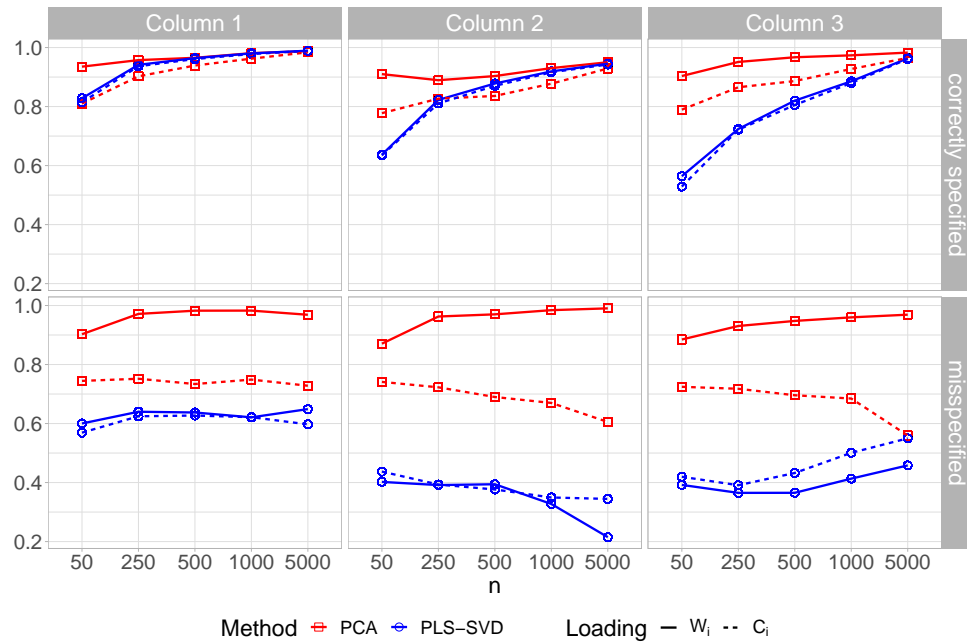 Column 1 Column 2 Column 3
1.0
0.8
0.6
0.4
0.2
correctly specified
1.0
0.8
0.6
0.4
0.2
misspecified
50 250 500 1000 5000 50 250 500 1000 5000 50 250 500 1000 5000
n
Method PCA PLS−SVD Loading Wi Ci